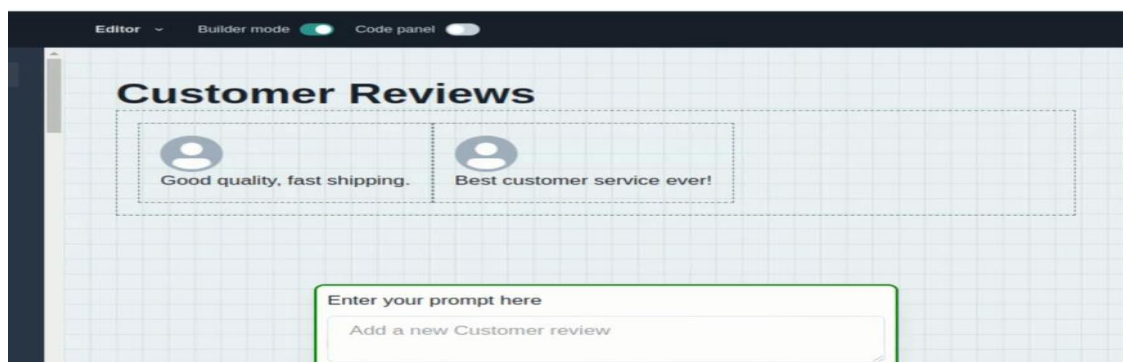 Editor Builder mode Code panel
Customer Reviews
Good quality, fast shipping. Best customer service ever!
Enter your prompt here
Add a new Customer review